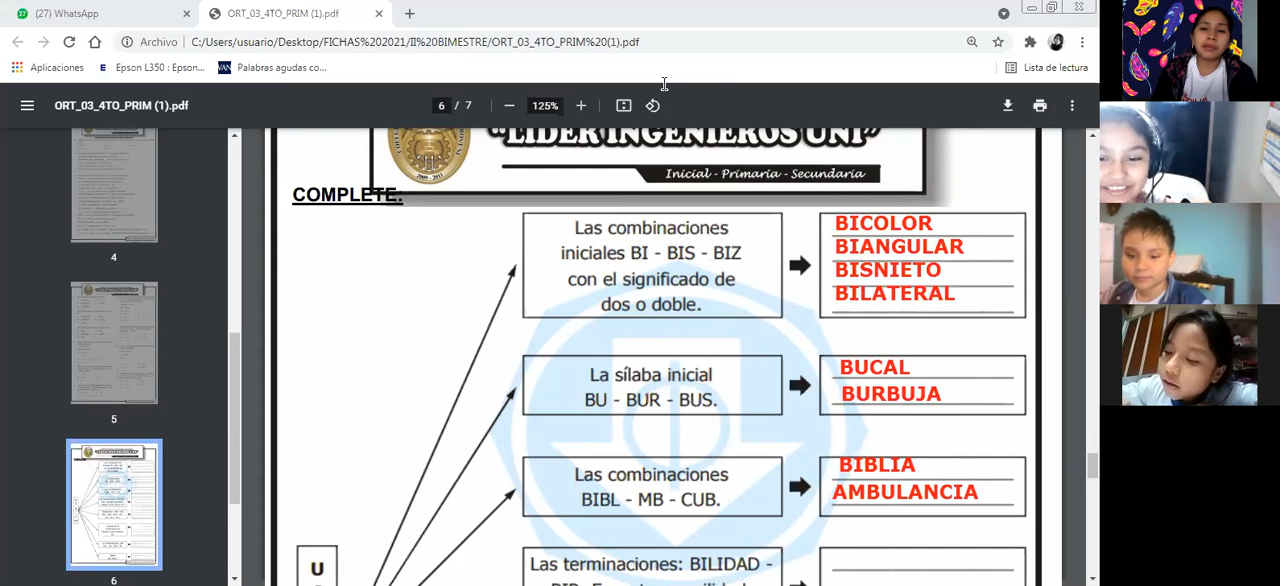 (27) WhatsApp
ORT_03_4TO_PRIM (1).pdf
Archivo
C:/Users/usuario/Desktop/FICHAS%202021/II%20BIMESTRE/ORT_03_4TO_PRIM%20(1).pdf
Aplicaciones
Epson L350 : Epson...
Palabras agudas co...
Lista de lectura
ORT_03_4TO_PRIM (1).pdf
6 / 7
125%
4
5
6
"LIDER INGENIEROS UNI"
Inicial - Primaria - Secundaria
COMPLETE:
Las combinaciones
iniciales BI - BIS - BIZ
con el significado de
dos o doble.
BICOLOR
BIANGULAR
BISNIETO
BILATERAL
La sílaba inicial
BU - BUR - BUS.
BUCAL
BURBUJA
Las combinaciones
BIBL - MB - CUB.
BIBLIA
AMBULANCIA
Las terminaciones: BILIDAD -
U